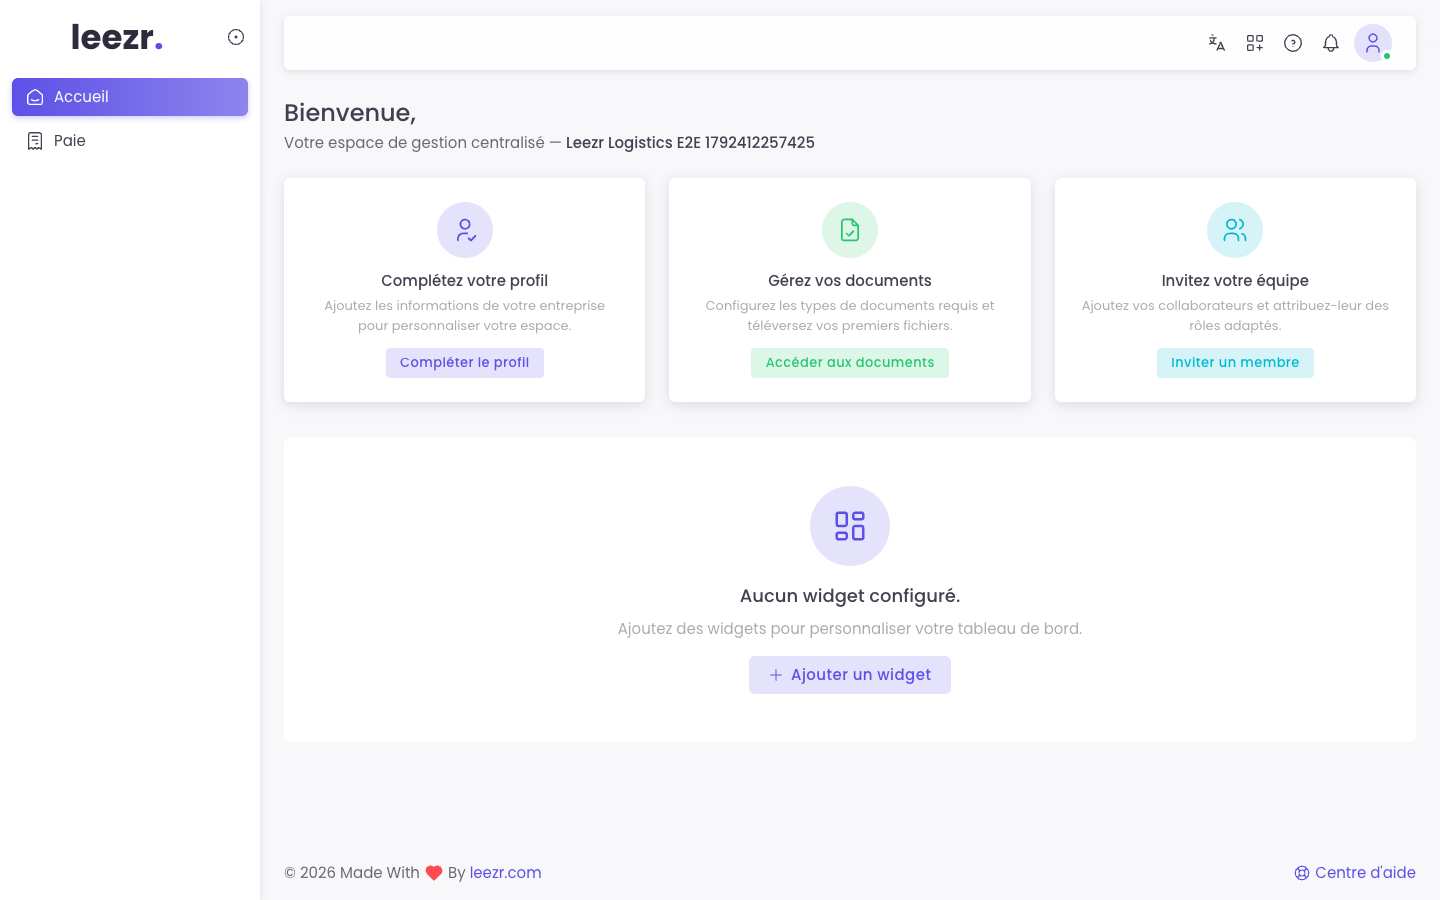 leezr.
Accueil
Paie
Bienvenue,
Votre espace de gestion centralisé — Leezr Logistics E2E 1792412257425
Complétez votre profil
Ajoutez les informations de votre entreprise
pour personnaliser votre espace.
Compléter le profil
Gérez vos documents
Configurez les types de documents requis et
téléversez vos premiers fichiers.
Accéder aux documents
Invitez votre équipe
Ajoutez vos collaborateurs et attribuez-leur des
rôles adaptés.
Inviter un membre
Aucun widget configuré.
Ajoutez des widgets pour personnaliser votre tableau de bord.
Ajouter un widget
© 2026 Made With By leezr.com
Centre d'aide